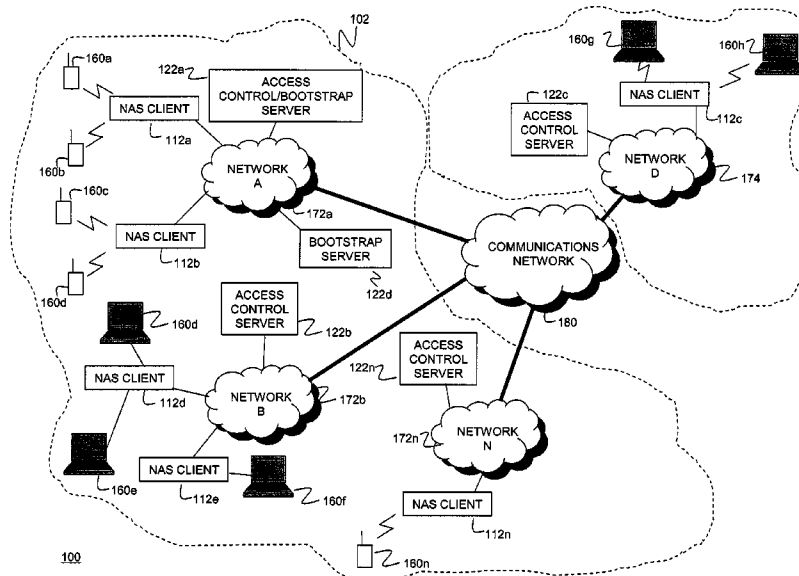 102
160a
122a
ACCESS
CONTROL/BOOTSTRAP
SERVER
NAS CLIENT
112a
160b
NETWORK
A
172a
160c
NAS CLIENT
112b
160d
BOOTSTRAP
SERVER
122d
160g
160h
NAS CLIENT
112c
122c
ACCESS
CONTROL
SERVER
NETWORK
D
174
COMMUNICATIONS
NETWORK
180
160d
ACCESS
CONTROL
SERVER
122b
NAS CLIENT
112d
NETWORK
B
172b
160e
NAS CLIENT
112e
160f
122n
ACCESS
CONTROL
SERVER
172n
NETWORK
N
NAS CLIENT
112n
160n
100